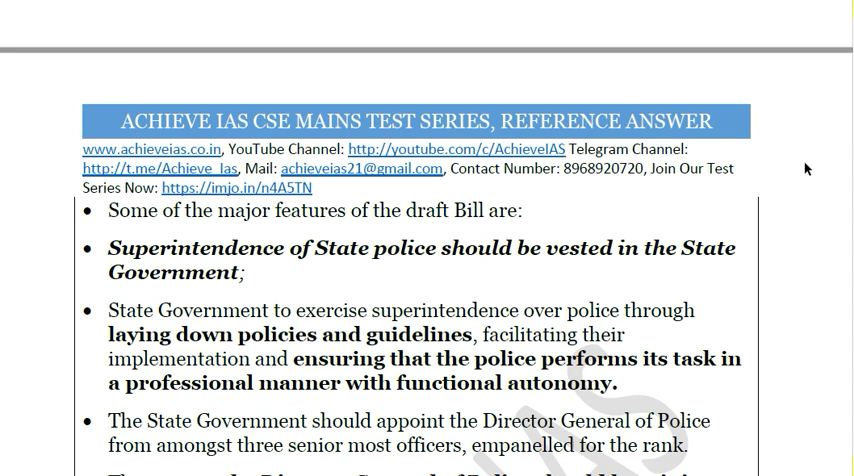 ACHIEVE IAS CSE MAINS TEST SERIES, REFERENCE ANSWER
www.achieveias.co.in, YouTube Channel: http://youtube.com/c/AchieveIAS Telegram Channel:
http://t.me/Achieve_Ias, Mail: achieveias21@gmail.com, Contact Number: 8968920720, Join Our Test
Series Now: https://imjo.in/n4A5TN
• Some of the major features of the draft Bill are:
• Superintendence of State police should be vested in the State
Government;
• State Government to exercise superintendence over police through
laying down policies and guidelines, facilitating their
implementation and ensuring that the police performs its task in
a professional manner with functional autonomy.
• The State Government should appoint the Director General of Police
from amongst three senior most officers, empanelled for the rank.